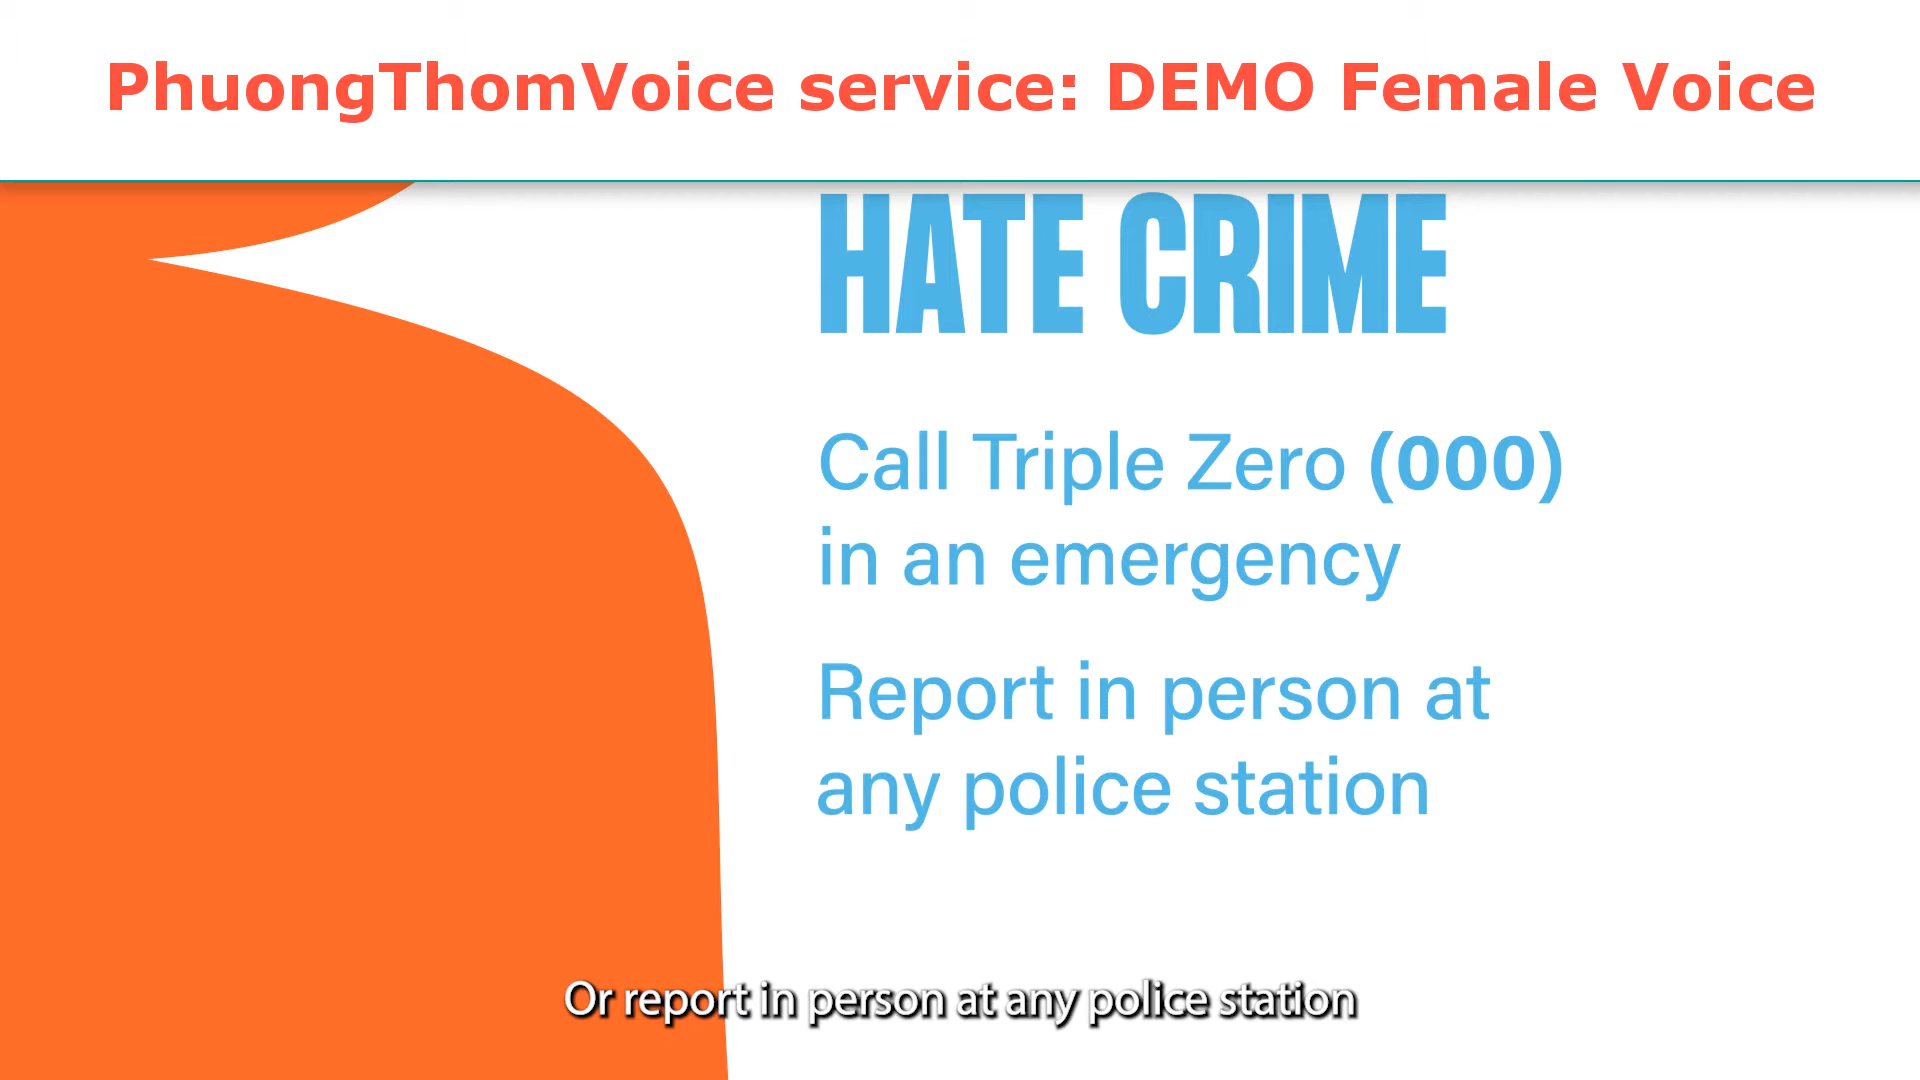 PhuongThomVoice service: DEMO Female Voice
HATE CRIME
Call Triple Zero (000)
in an emergency
Report in person at
any police station
Or report in person at any police station